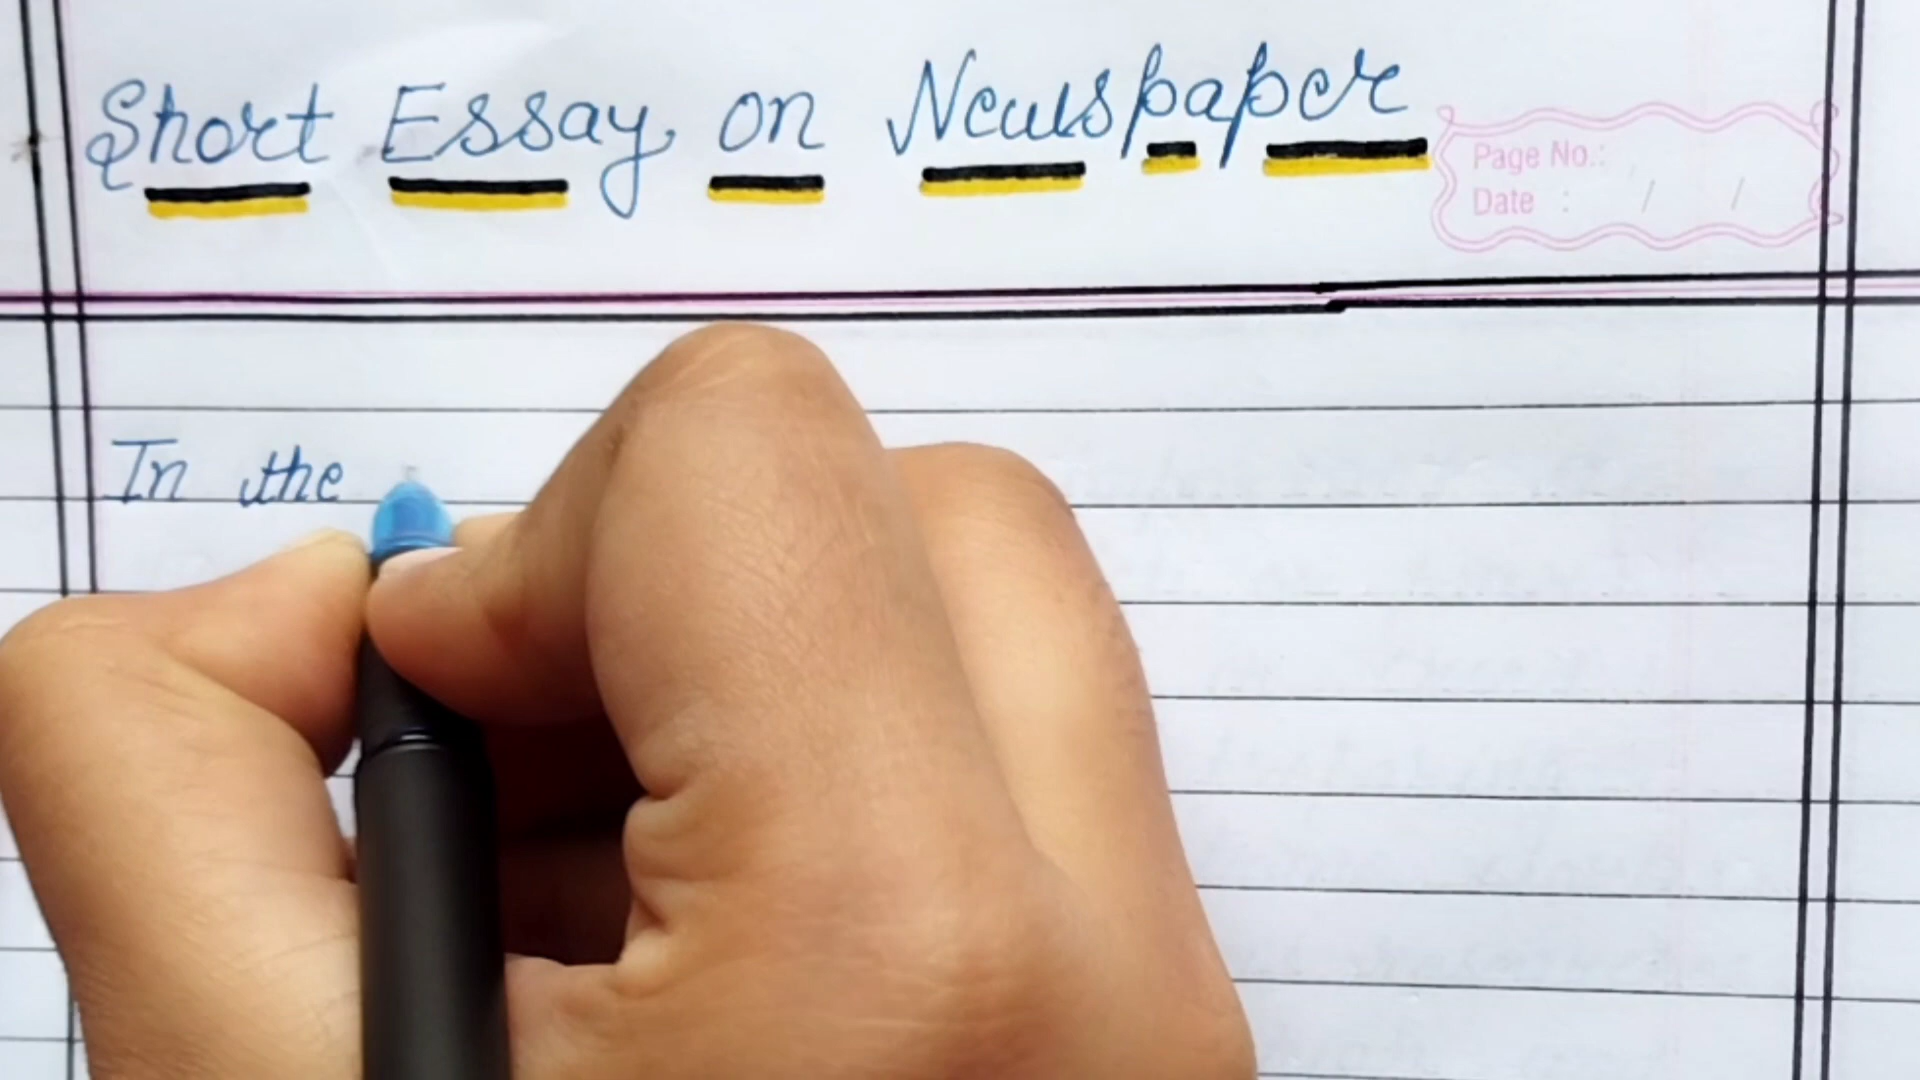 Short Essay on Newspaper
Page No.:
Date : / /
In the